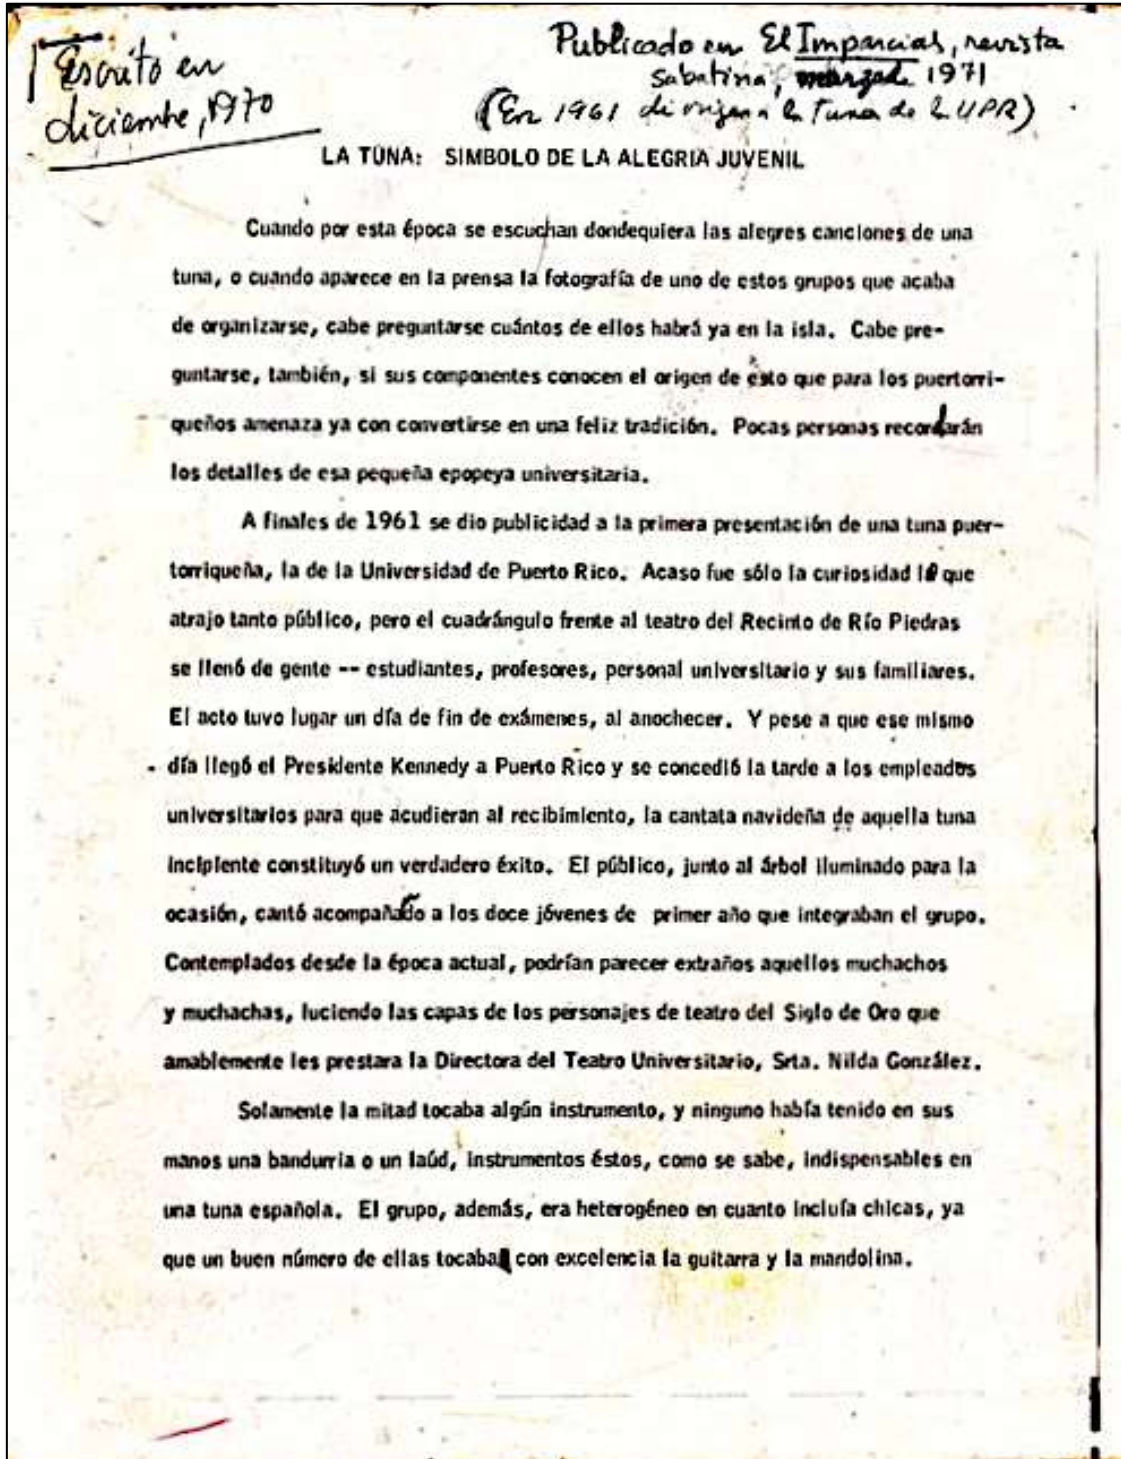 Escrito en
diciembre, 1970
Publicado en El Imparcial, revista
sabatina, 1971
(En 1961 di origen a la Tuna de la UPR)
LA TUNA: SIMBOLO DE LA ALEGRIA JUVENIL
Cuando por esta época se escuchan dondequiera las alegres canciones de una
tuna, o cuando aparece en la prensa la fotografía de uno de estos grupos que acaba
de organizarse, cabe preguntarse cuántos de ellos habrá ya en la isla. Cabe pre-
guntarse, también, si sus componentes conocen el origen de esto que para los puertorri-
queños amenaza ya con convertirse en una feliz tradición. Pocas personas recordarán
los detalles de esa pequeña epopeya universitaria.
A finales de 1961 se dio publicidad a la primera presentación de una tuna puer-
torriqueña, la de la Universidad de Puerto Rico. Acaso fue sólo la curiosidad lo que
atrajo tanto público, pero el cuadrángulo frente al teatro del Recinto de Río Piedras
se llenó de gente -- estudiantes, profesores, personal universitario y sus familiares.
El acto tuvo lugar un día de fin de exámenes, al anochecer. Y pese a que ese mismo
día llegó el Presidente Kennedy a Puerto Rico y se concedió la tarde a los empleados
universitarios para que acudieran al recibimiento, la cantata navideña de aquella tuna
incipiente constituyó un verdadero éxito. El público, junto al árbol iluminado para la
ocasión, cantó acompañado a los doce jóvenes de primer año que integraban el grupo.
Contemplados desde la época actual, podrían parecer extraños aquellos muchachos
y muchachas, luciendo las capas de los personajes de teatro del Siglo de Oro que
amablemente les prestara la Directora del Teatro Universitario, Srta. Nilda González.
Solamente la mitad tocaba algún instrumento, y ninguno había tenido en sus
manos una bandurria o un laúd, instrumentos éstos, como se sabe, indispensables en
una tuna española. El grupo, además, era heterogéneo en cuanto incluía chicas, ya
que un buen número de ellas tocaba con excelencia la guitarra y la mandolina.